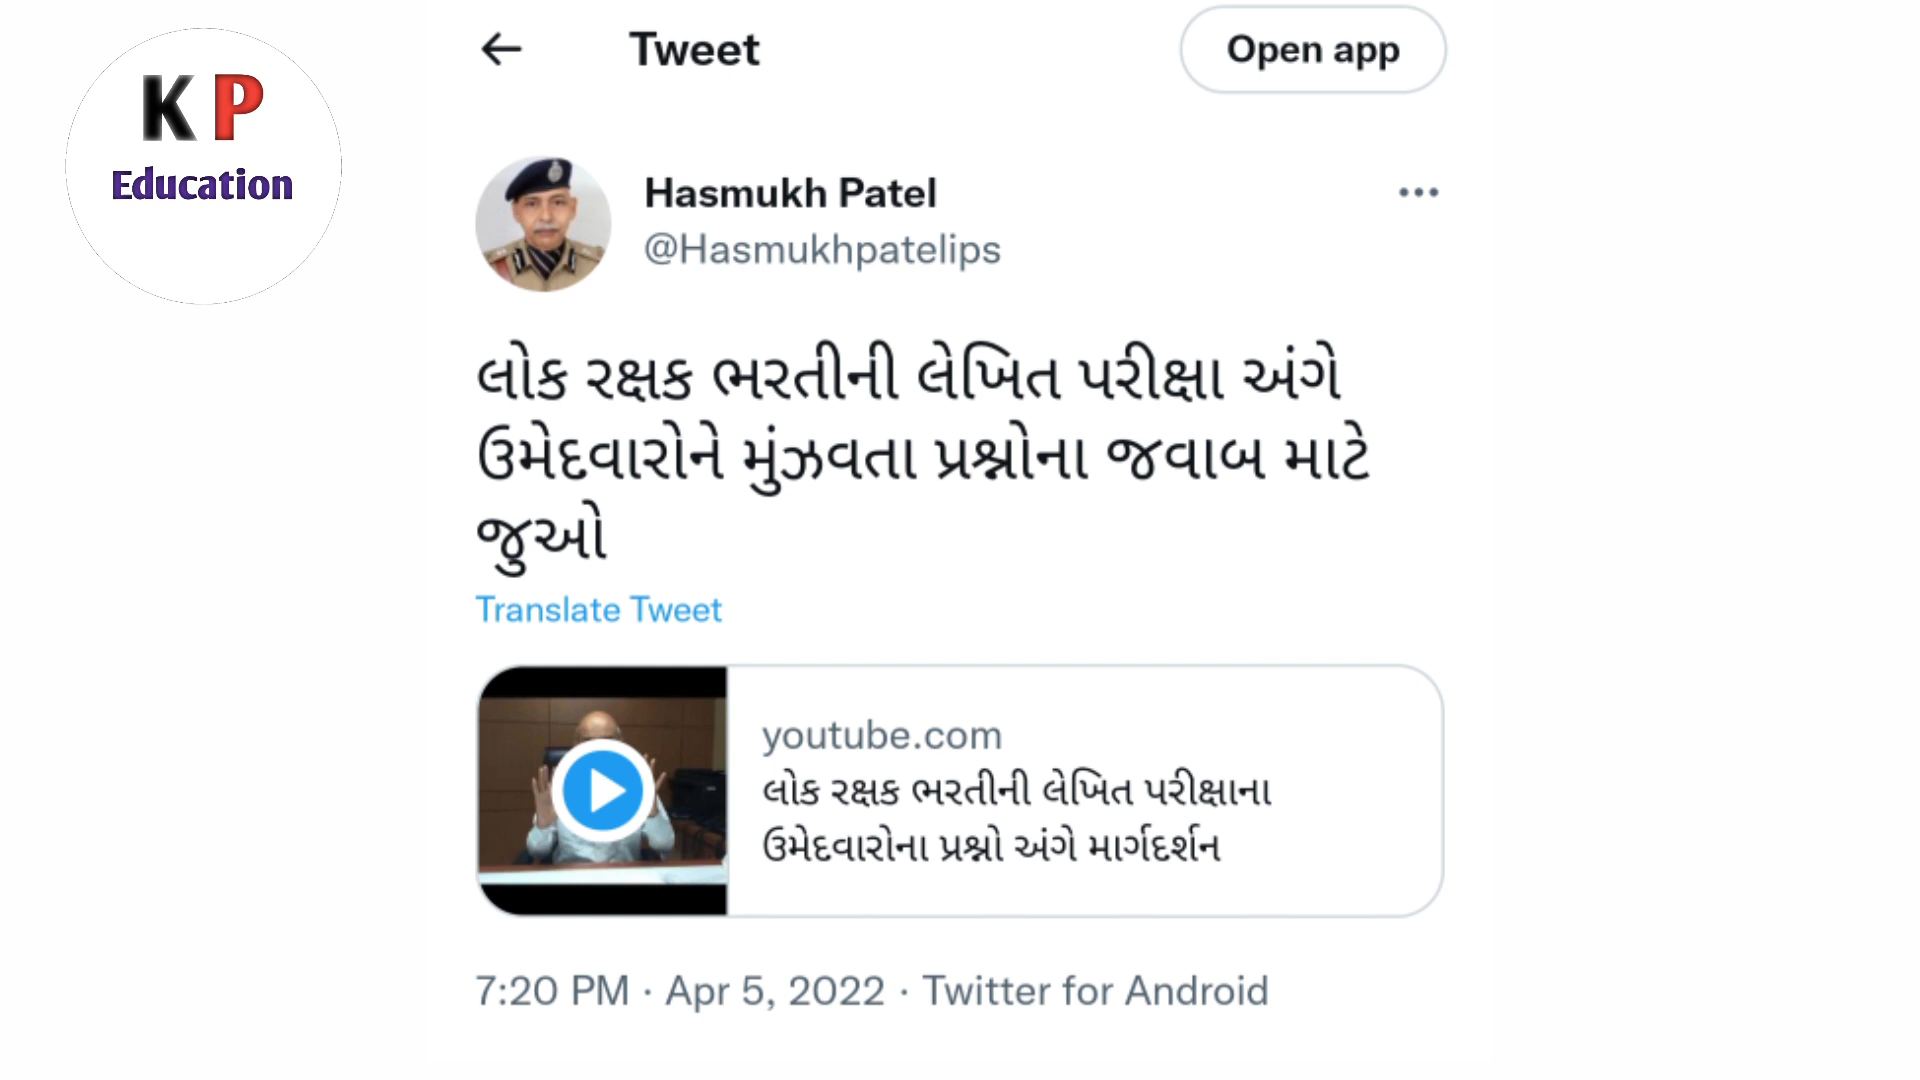 K P
Education
Tweet
Open app
Hasmukh Patel
@Hasmukhpatelips
લોક રક્ષક ભરતીની લેખિત પરીક્ષા અંગે
ઉમેદવારોને મુંઝવતા પ્રશ્નોના જવાબ માટે
જુઓ
Translate Tweet
youtube.com
લોક રક્ષક ભરતીની લેખિત પરીક્ષાના
ઉમેદવારોના પ્રશ્નો અંગે માર્ગદર્શન
7:20 PM · Apr 5, 2022 · Twitter for Android